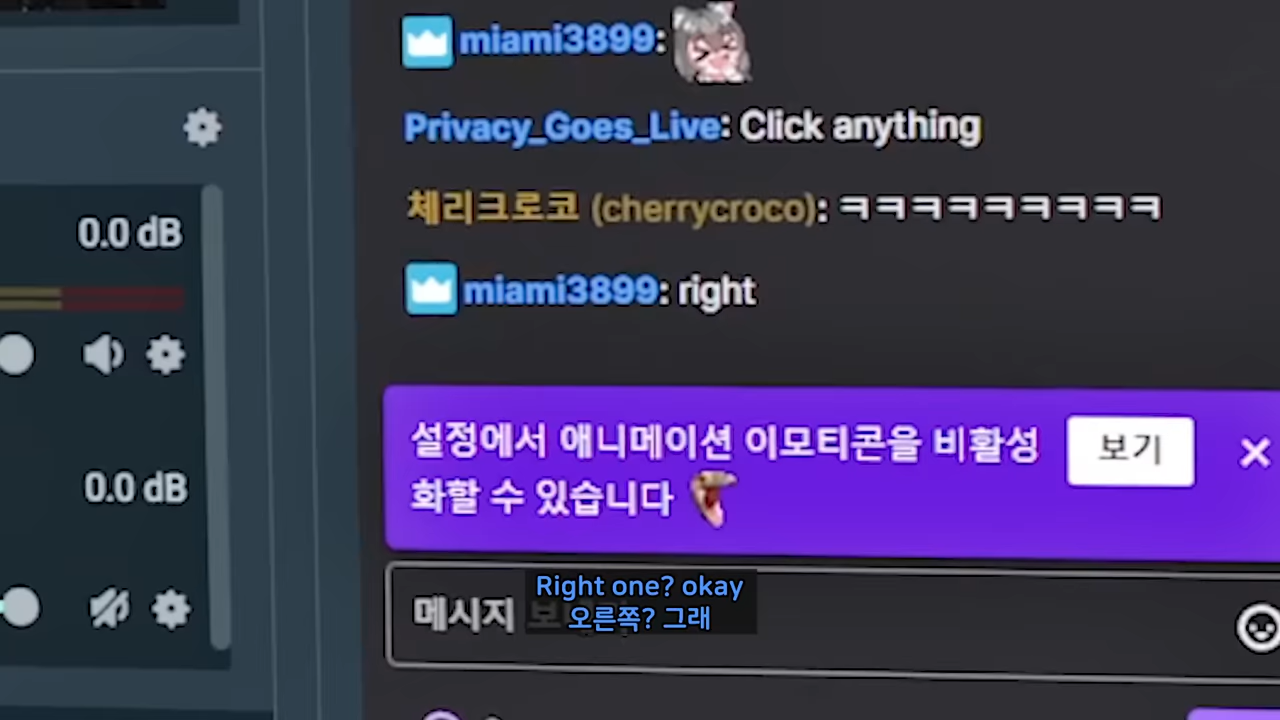 miami3899:
Privacy_Goes_Live: Click anything
체리크로코 (cherrycroco): ㅋㅋㅋㅋㅋㅋㅋㅋㅋ
miami3899: right
0.0 dB
0.0 dB
설정에서 애니메이션 이모티콘을 비활성
화할 수 있습니다
보기
메시지
Right one? okay
오른쪽? 그래